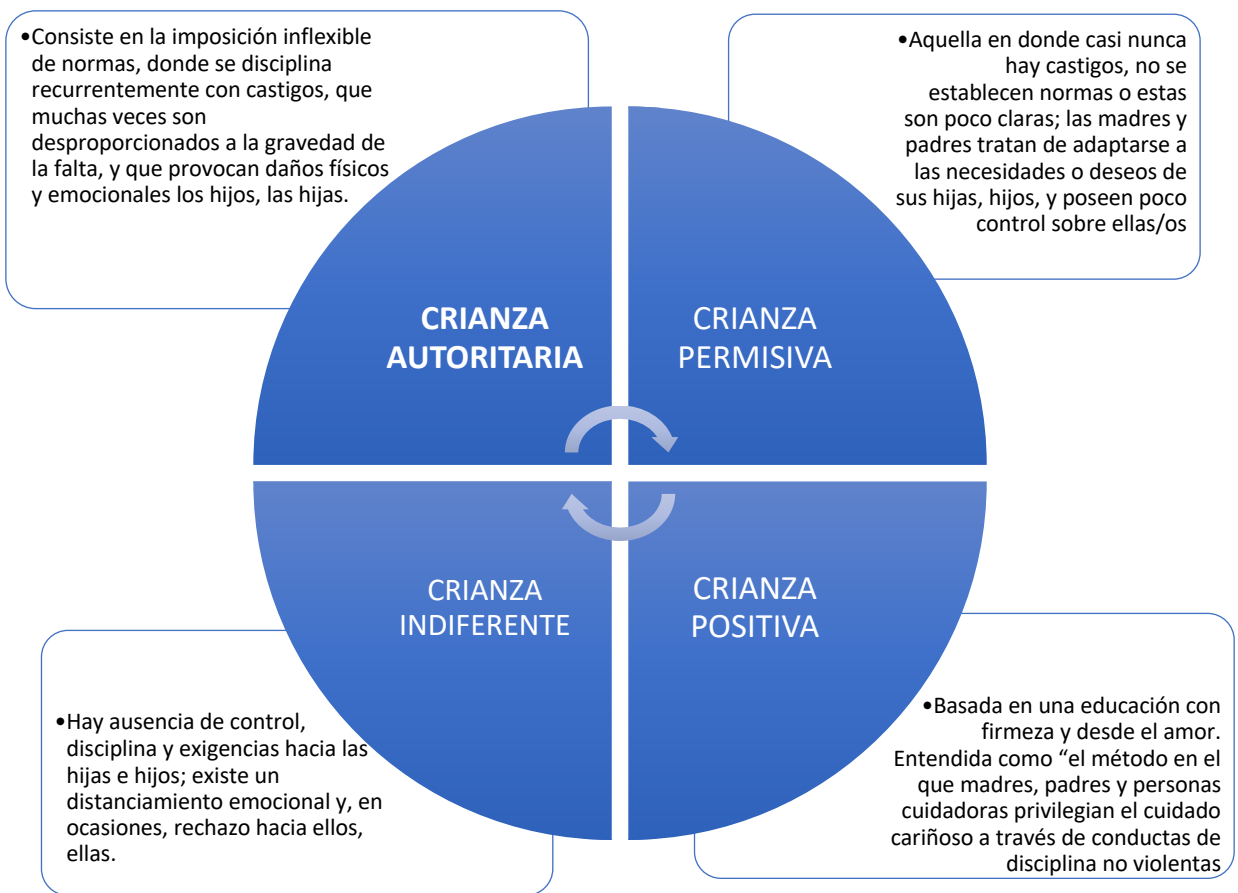 •Consiste en la imposición inflexible
de normas, donde se disciplina
recurrentemente con castigos, que
muchas veces son
desproporcionados a la gravedad de
la falta, y que provocan daños físicos
y emocionales los hijos, las hijas.
•Aquella en donde casi nunca
hay castigos, no se
establecen normas o estas
son poco claras; las madres y
padres tratan de adaptarse a
las necesidades o deseos de
sus hijas, hijos, y poseen poco
control sobre ellas/os
CRIANZA
AUTORITARIA
CRIANZA
PERMISIVA
CRIANZA
INDIFERENTE
CRIANZA
POSITIVA
•Hay ausencia de control,
disciplina y exigencias hacia las
hijas e hijos; existe un
distanciamiento emocional y, en
ocasiones, rechazo hacia ellos,
ellas.
•Basada en una educación con
firmeza y desde el amor.
Entendida como “el método en el
que madres, padres y personas
cuidadoras privilegian el cuidado
cariñoso a través de conductas de
disciplina no violentas